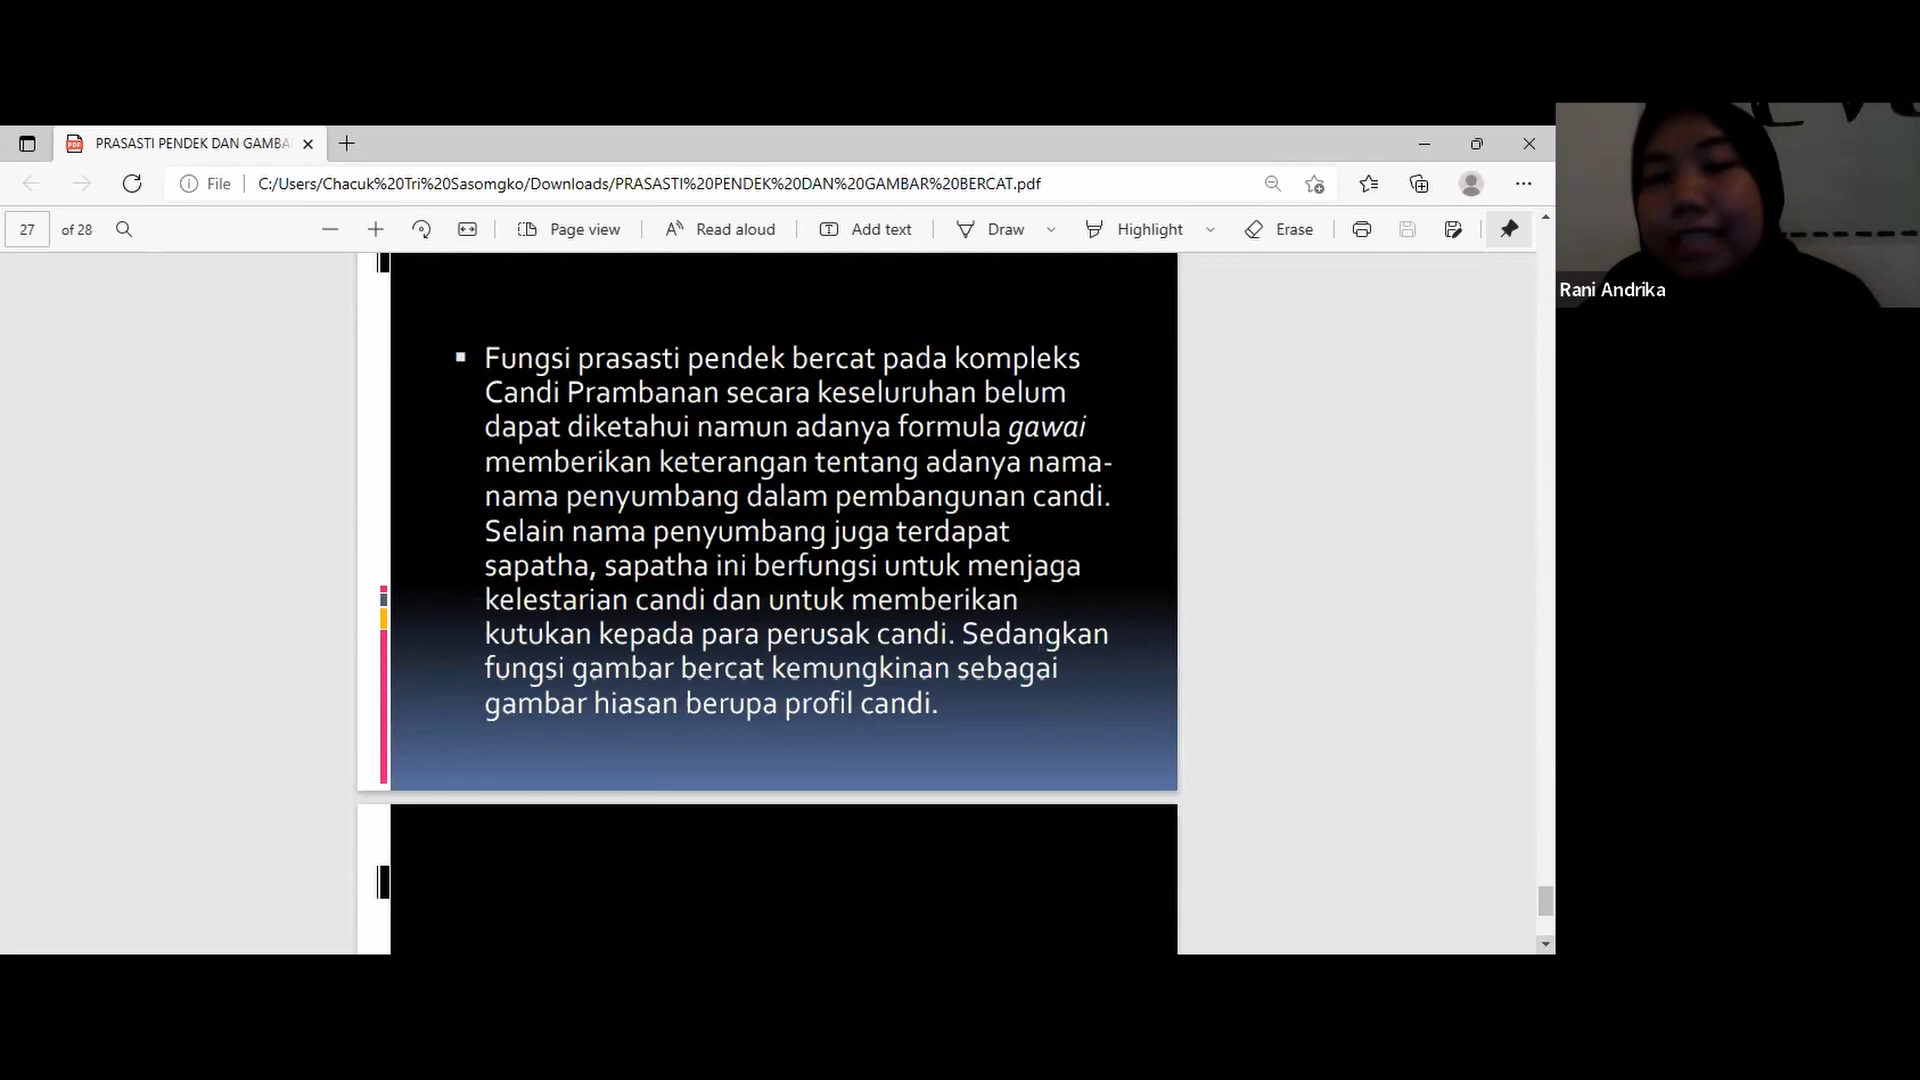 PRASASTI PENDEK DAN GAMBA
File
C:/Users/Chacuk%20Tri%20Sasomgko/Downloads/PRASASTI%20PENDEK%20DAN%20GAMBAR%20BERCAT.pdf
27 of 28 Page view Read aloud Add text Draw Highlight Erase
Rani Andrika
Fungsi prasasti pendek bercat pada kompleks
Candi Prambanan secara keseluruhan belum
dapat diketahui namun adanya formula gawai
memberikan keterangan tentang adanya nama-
nama penyumbang dalam pembangunan candi.
Selain nama penyumbang juga terdapat
sapatha, sapatha ini berfungsi untuk menjaga
kelestarian candi dan untuk memberikan
kutukan kepada para perusak candi. Sedangkan
fungsi gambar bercat kemungkinan sebagai
gambar hiasan berupa profil candi.